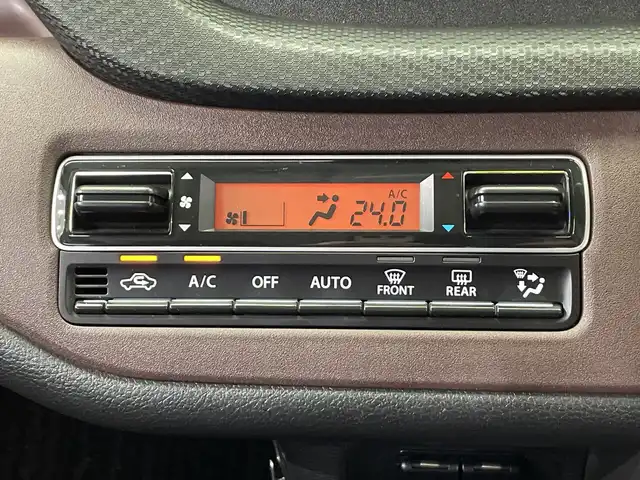 A/C
24.0
A/C OFF AUTO FRONT REAR